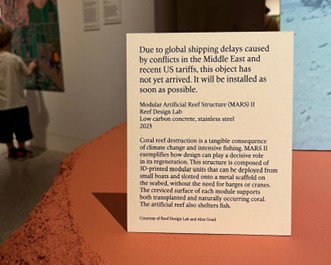 Due to global shipping delays caused
by conflicts in the Middle East and
recent US tariffs, this object has
not yet arrived. It will be installed as
soon as possible.
Modular Artificial Reef Structure (MARS) II
Reef Design Lab
Low carbon concrete, stainless steel
2023
Coral reef destruction is a tangible consequence
of climate change and intensive fishing. MARS II
exemplifies how design can play a decisive role
in its regeneration. This structure is composed of
3D-printed modular units that can be deployed from
small boats and slotted onto a metal scaffold on
the seabed, without the need for barges or cranes.
The creviced surface of each module supports
both transplanted and naturally occurring coral.
The artificial reef also shelters fish.
Courtesy of Reef Design Lab and Alex Goad